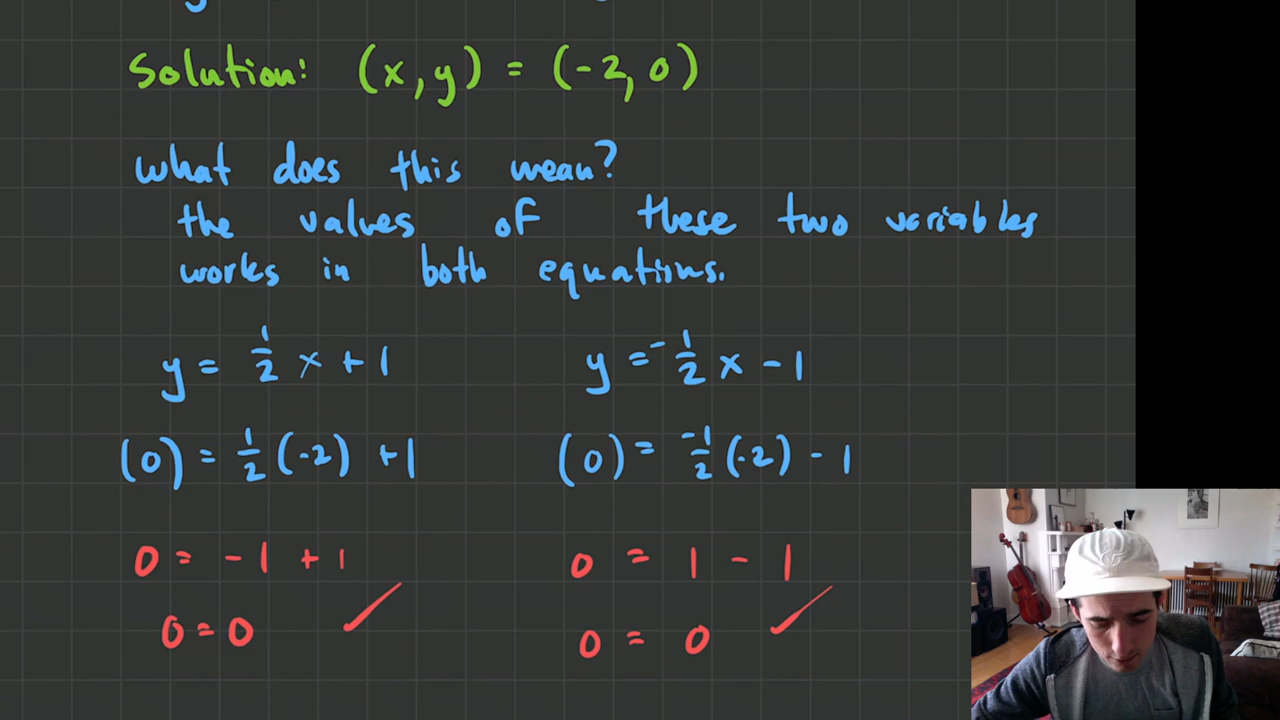 Solution: (x,y) = (-2,0)
what does this mean?
the values of these two variables
works in both equations.
y = 1/2 x + 1
y = -1/2 x - 1
(0) = 1/2 (-2) + 1
(0) = -1/2 (-2) - 1
0 = -1 + 1
0 = 1 - 1
0 = 0 ✓
0 = 0 ✓